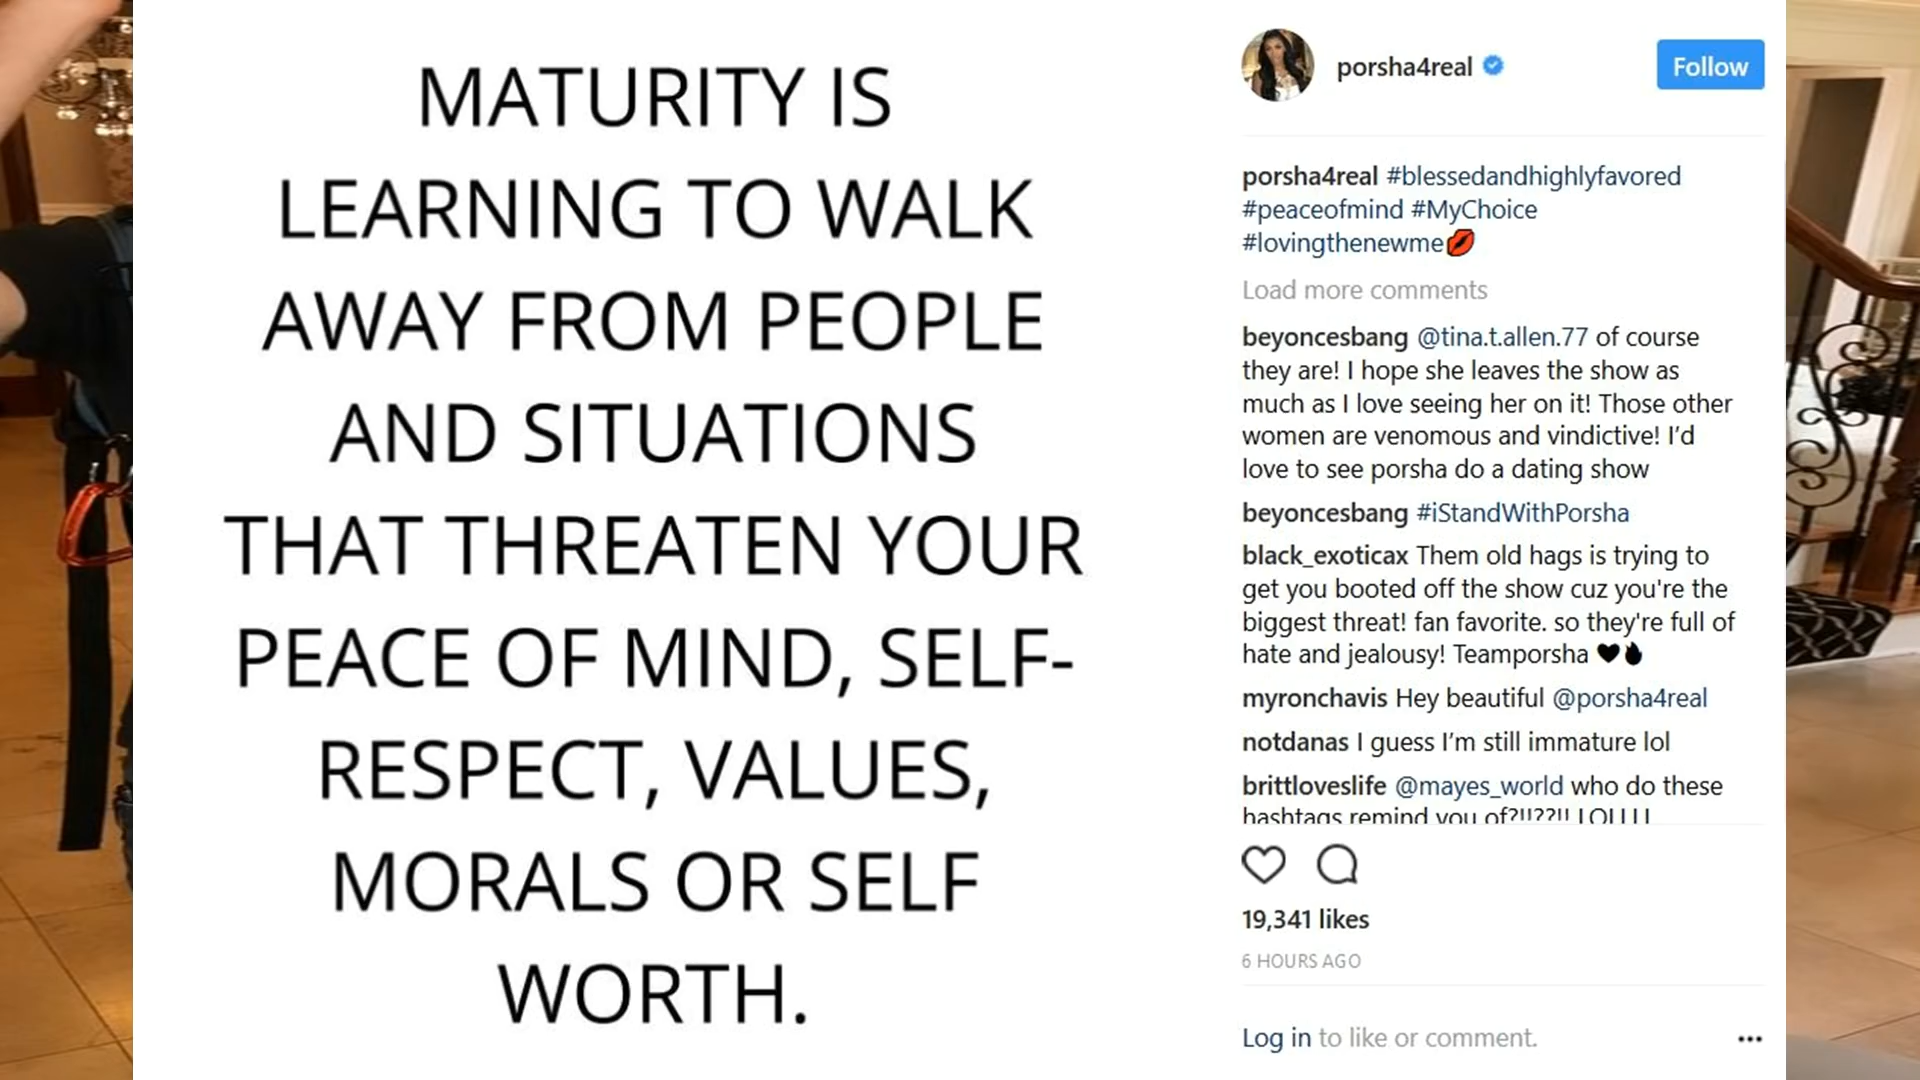 MATURITY IS
LEARNING TO WALK
AWAY FROM PEOPLE
AND SITUATIONS
THAT THREATEN YOUR
PEACE OF MIND, SELF-
RESPECT, VALUES,
MORALS OR SELF
WORTH.
porsha4real
Follow
porsha4real #blessedandhighlyfavored
#peaceofmind #MyChoice
#lovingthenewme💋
Load more comments
beyoncesbang @tina.t.allen.77 of course
they are! I hope she leaves the show as
much as I love seeing her on it! Those other
women are venomous and vindictive! I’d
love to see porsha do a dating show
beyoncesbang #iStandWithPorsha
black_exoticax Them old hags is trying to
get you booted off the show cuz you're the
biggest threat! fan favorite. so they're full of
hate and jealousy! Teamporsha 🖤🔥
myronchavis Hey beautiful @porsha4real
notdanas I guess I’m still immature lol
brittloveslife @mayes_world who do these
hashtags remind you of?!!??!! LOLLLL
19,341 likes
6 HOURS AGO
Log in to like or comment.